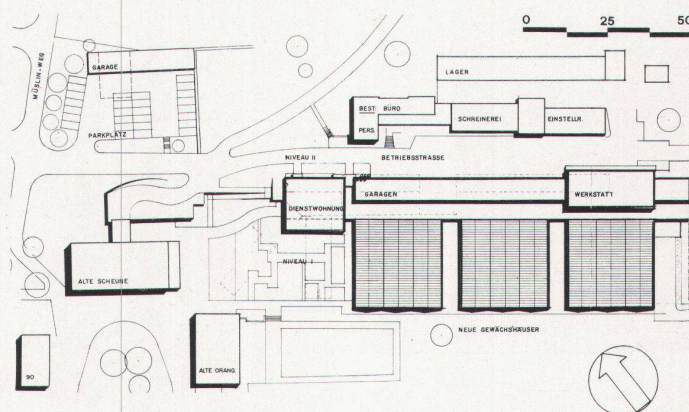 0 25 50
MÜSLIN-WEG
GARAGE
PARKPLATZ
LAGER
BEST. BÜRO
PERS.
SCHREINEREI
EINSTELLR.
NIVEAU II
BETRIEBSSTRASSE
GARAGEN
WERKSTATT
DIENSTWOHNUNG
NIVEAU I
ALTE SCHEUNE
NEUE GEWÄCHSHÄUSER
ALTE ORANG.
90